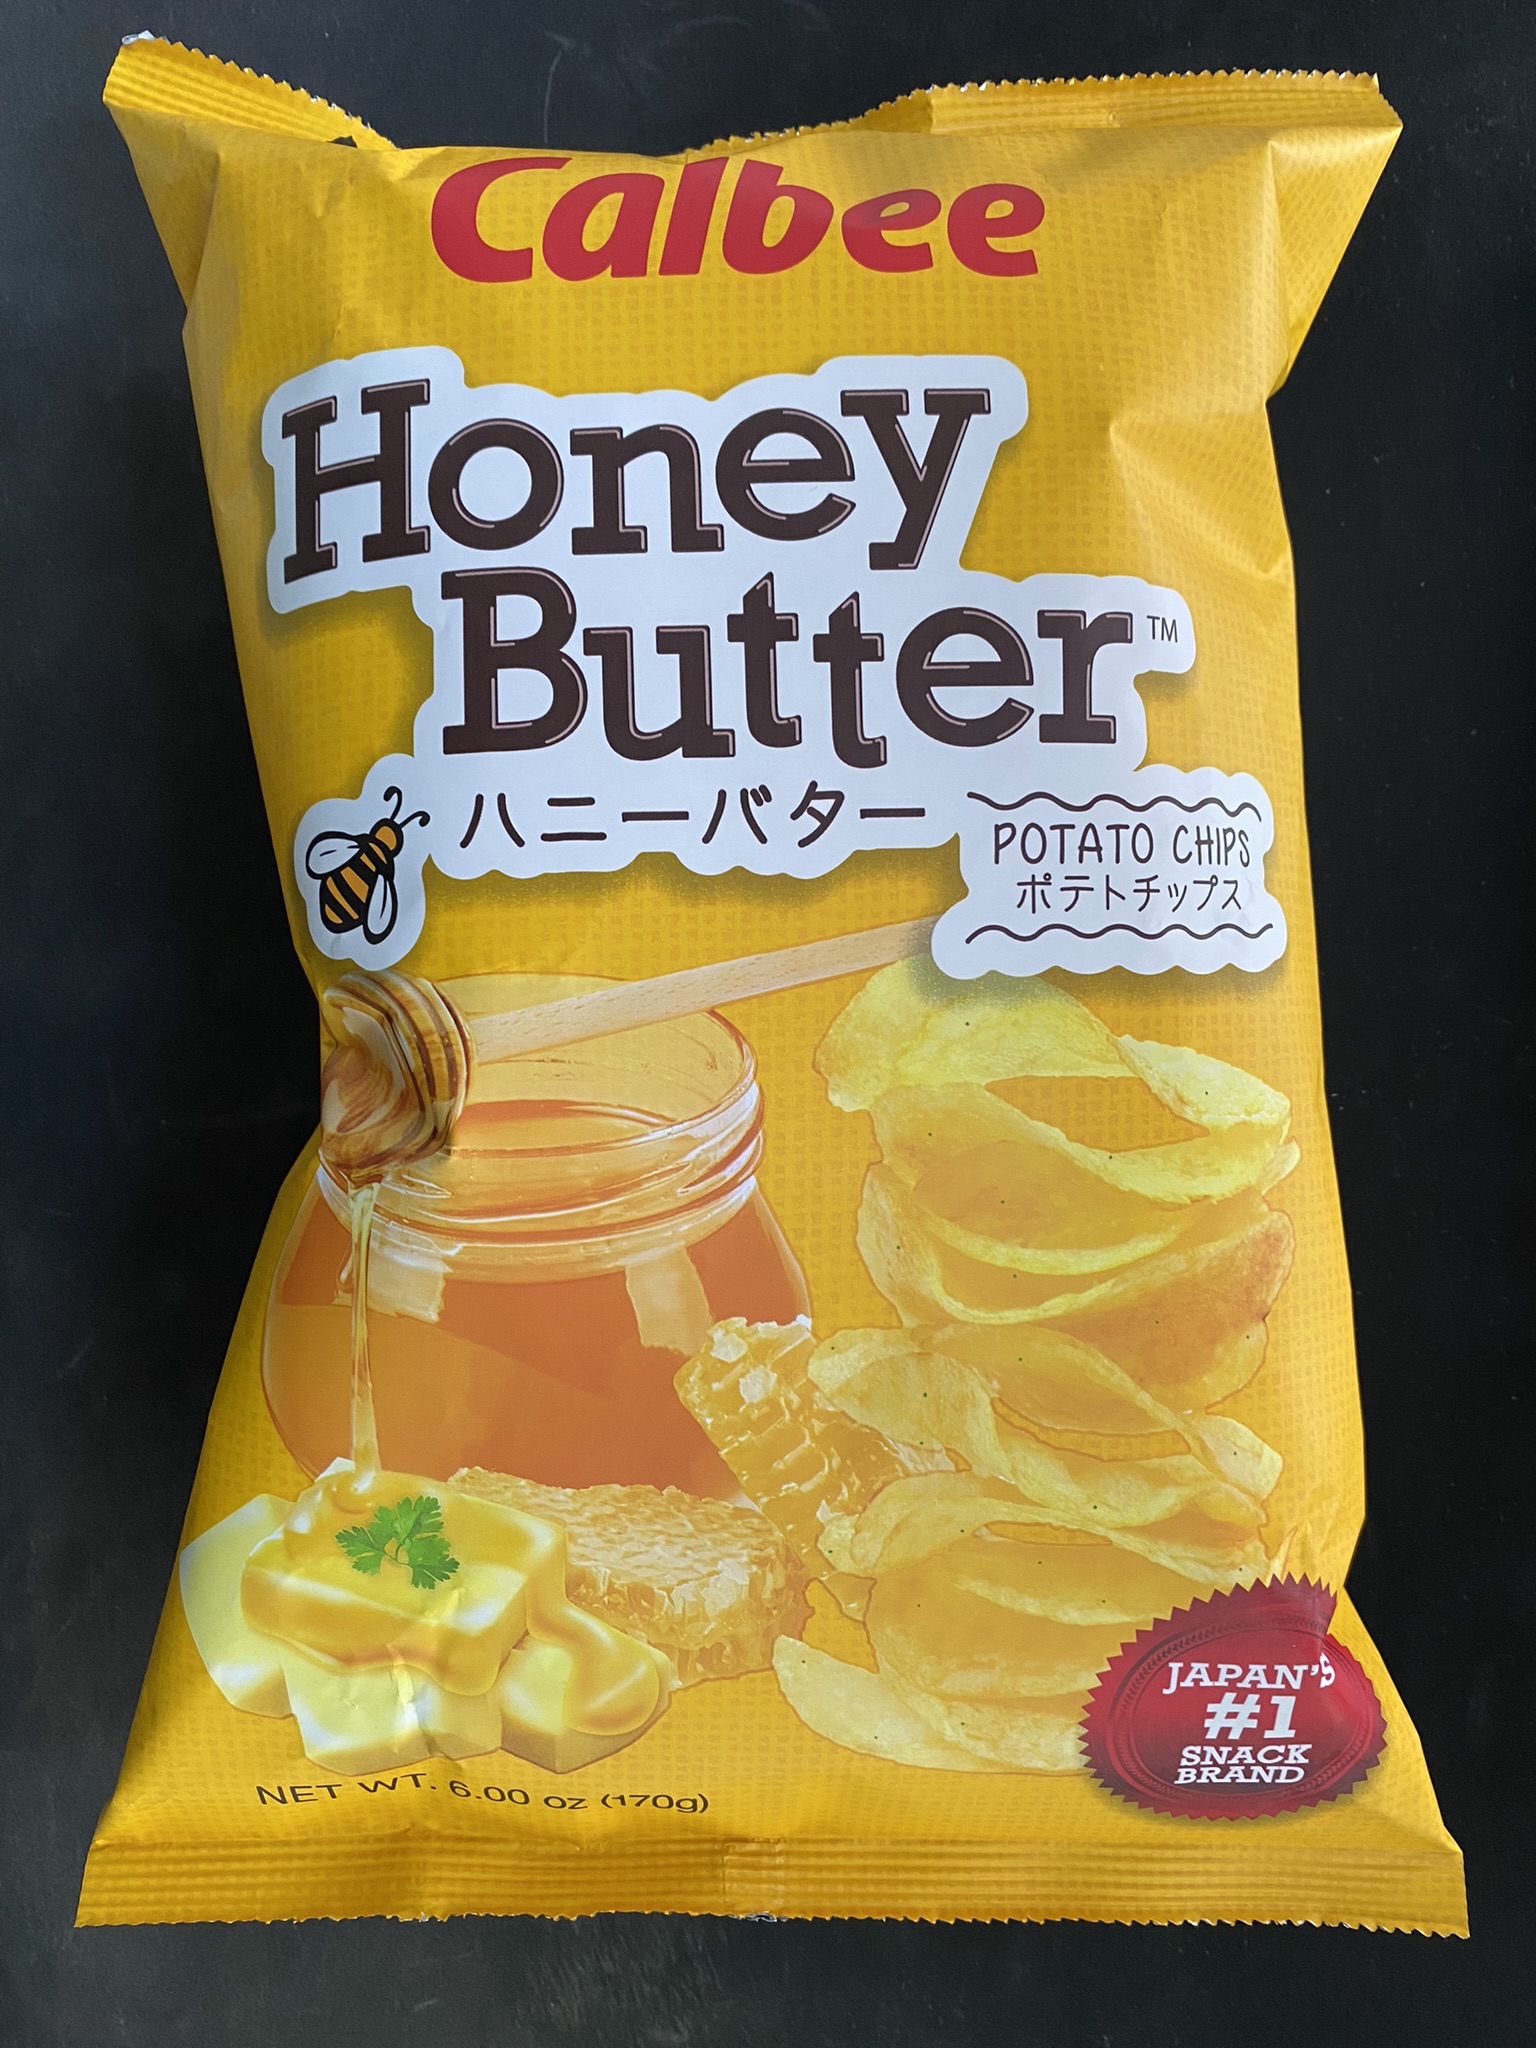 Calbee
Honey
Butter™
ハニーバター
POTATO CHIPS
ポテトチップス
JAPAN'S
#1
SNACK
BRAND
NET WT. 6.00 oz (170g)